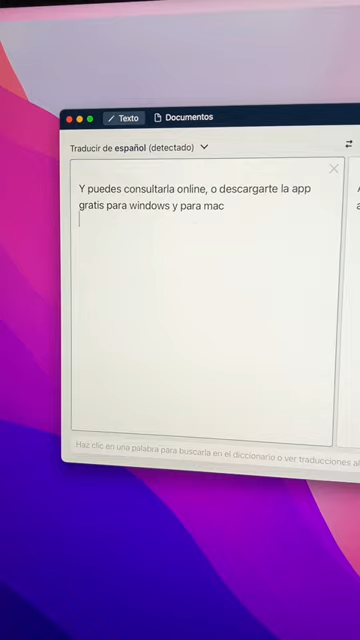 Texto
Documentos
Traducir de español (detectado)
Y puedes consultarla online, o descargarte la app
gratis para windows y para mac
Haz clic en una palabra para buscarla en el diccionario o ver traducciones